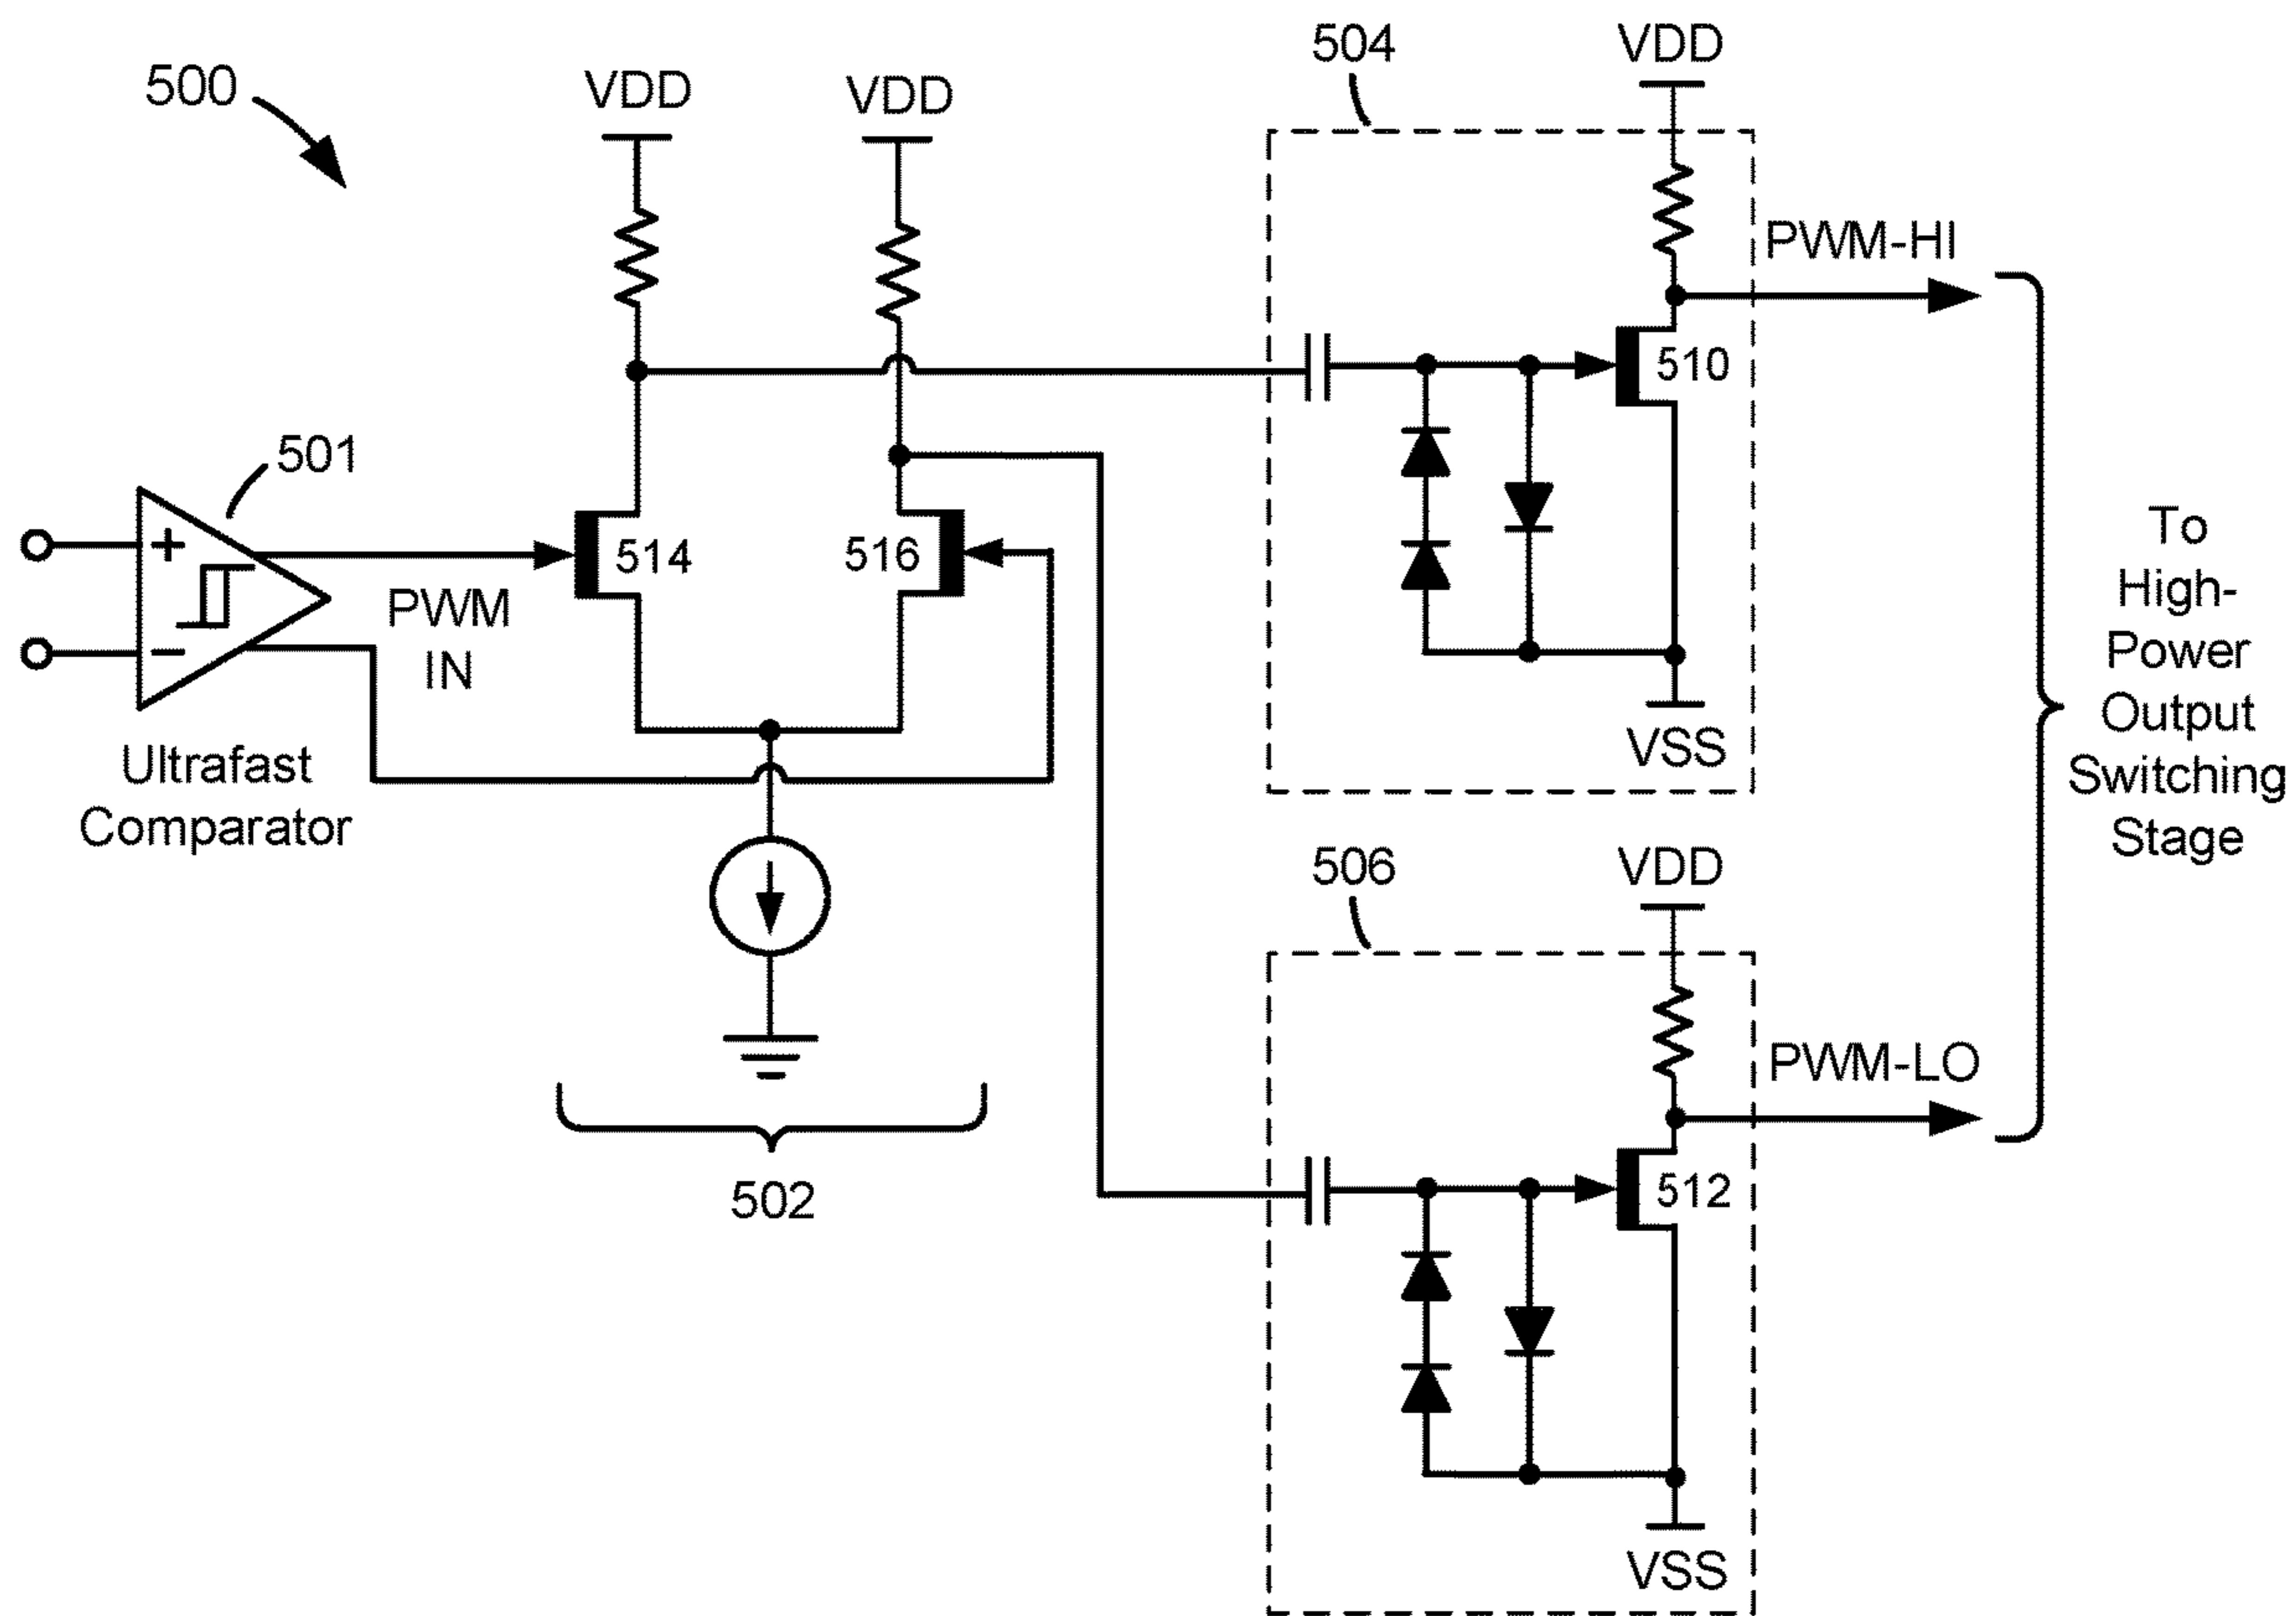 500
VDD
VDD
504
VDD
PWM-HI
510
VSS
501
+
−
PWM
IN
514
516
Ultrafast
Comparator
502
506
VDD
PWM-LO
512
VSS
To
High-
Power
Output
Switching
Stage